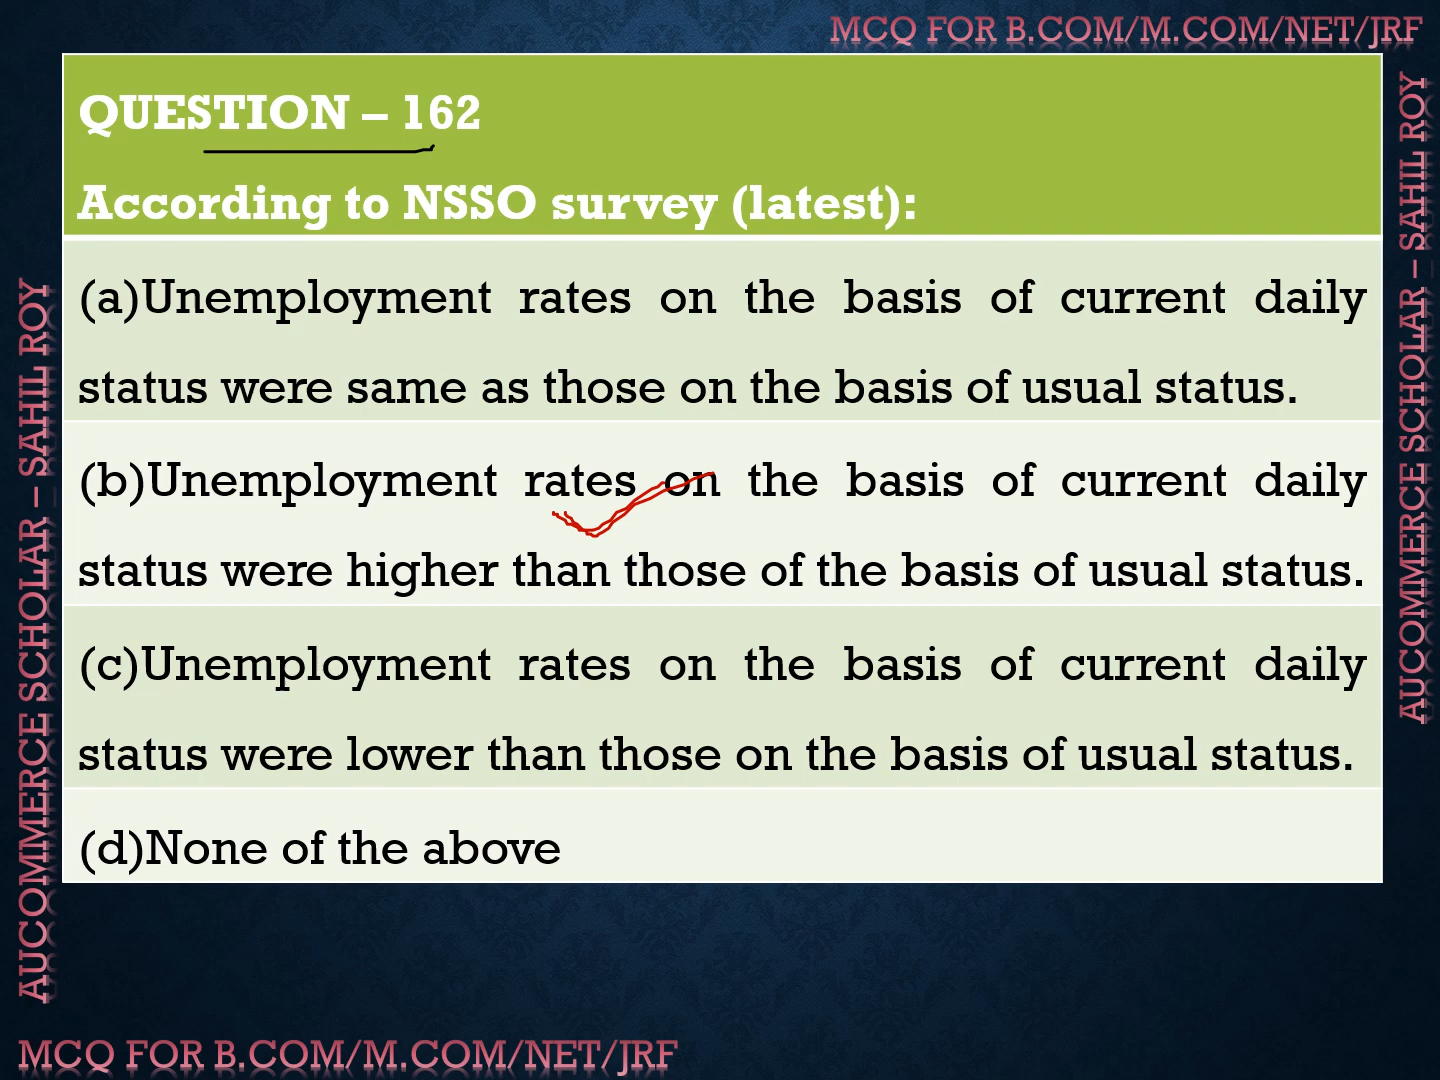 MCQ FOR B.COM/M.COM/NET/JRF
QUESTION – 162
According to NSSO survey (latest):
(a)Unemployment rates on the basis of current daily
status were same as those on the basis of usual status.
(b)Unemployment rates on the basis of current daily
status were higher than those of the basis of usual status.
(c)Unemployment rates on the basis of current daily
status were lower than those on the basis of usual status.
(d)None of the above
AUCOMMERCE SCHOLAR – SAHIL ROY
AUCOMMERCE SCHOLAR – SAHIL ROY
MCQ FOR B.COM/M.COM/NET/JRF